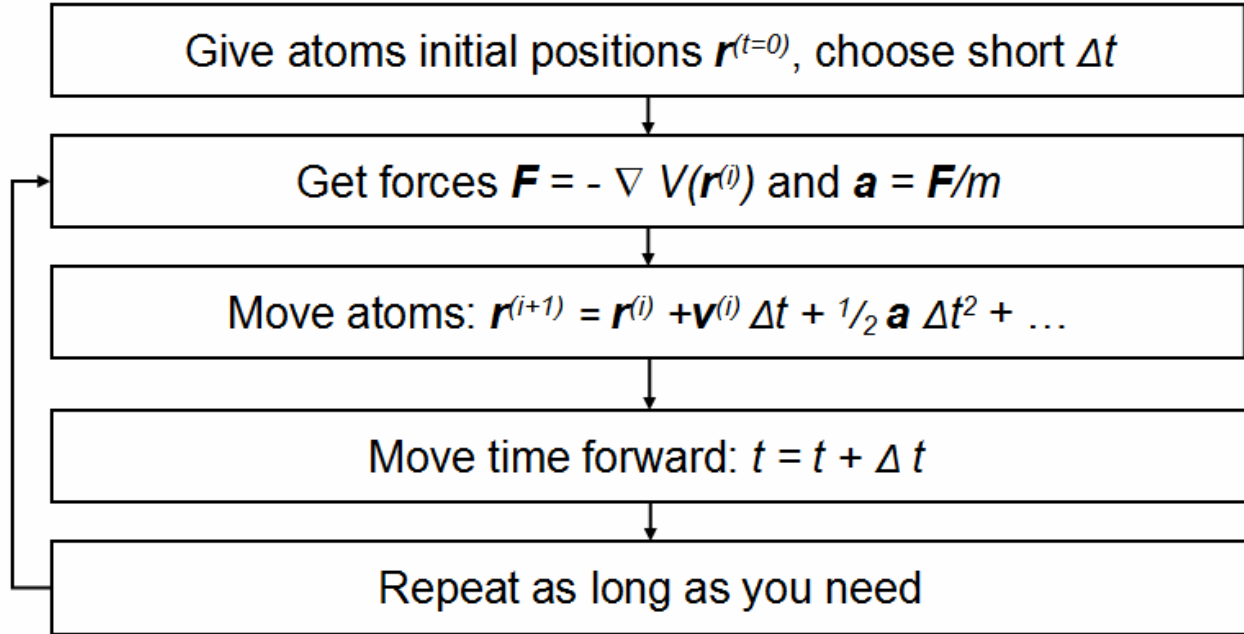 Give atoms initial positions r⁽ᵗ⁼⁰⁾, choose short Δt
Get forces F = - ∇ V(r⁽ⁱ⁾) and a = F/m
Move atoms: r⁽ⁱ⁺¹⁾ = r⁽ⁱ⁾ +v⁽ⁱ⁾ Δt + ¹/₂ a Δt² + …
Move time forward: t = t + Δ t
Repeat as long as you need